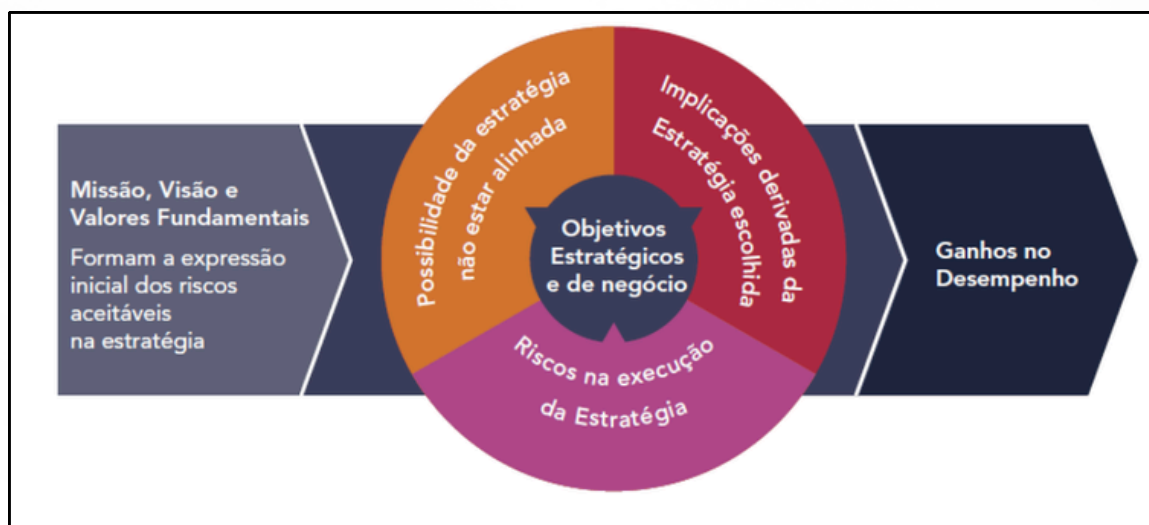 Missão, Visão e
Valores Fundamentais
Formam a expressão
inicial dos riscos
aceitáveis
na estratégia
Possibilidade da estratégia
não estar alinhada
Implicações derivadas da
Estratégia escolhida
Objetivos
Estratégicos
e de negócio
Riscos na execução
da Estratégia
Ganhos no
Desempenho